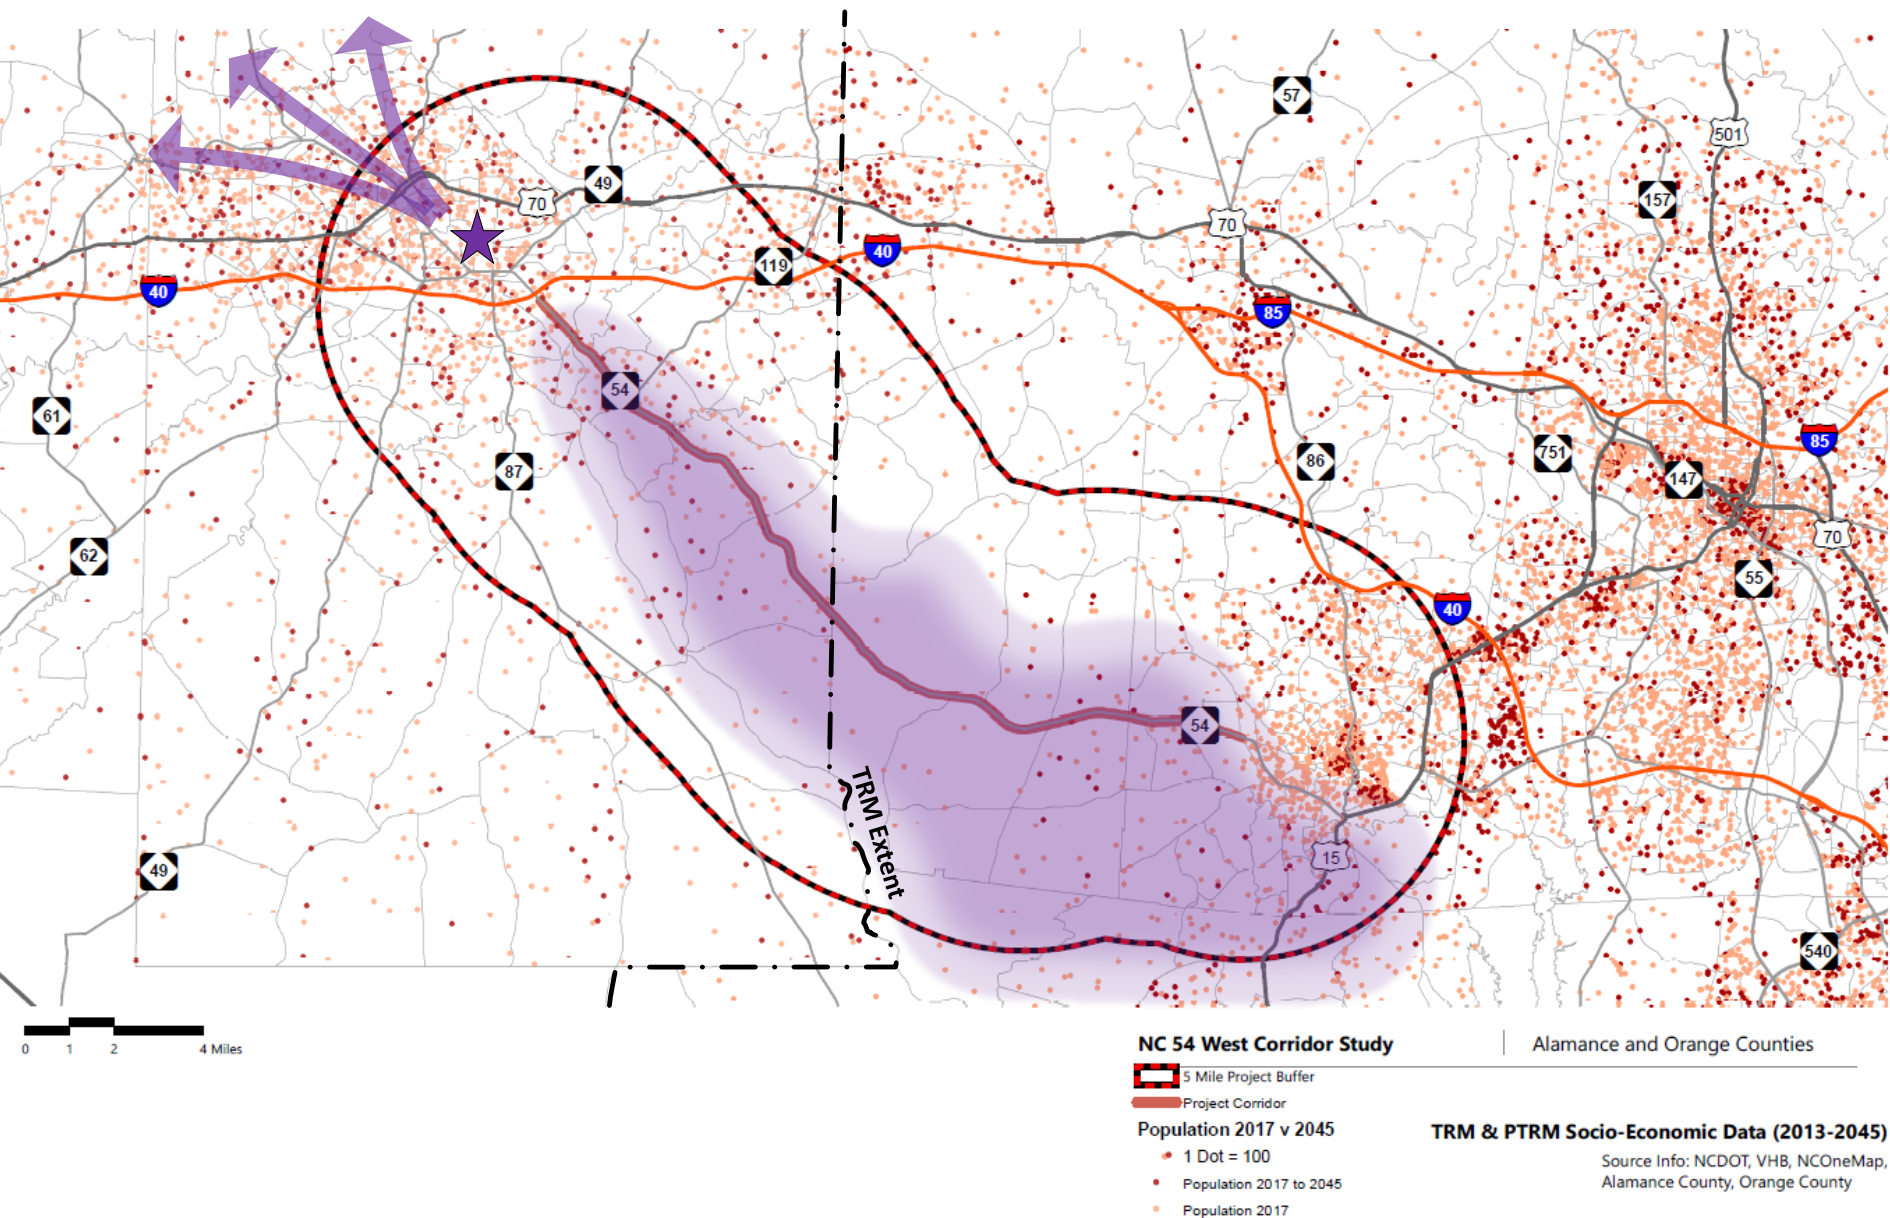 57
501
157
49
70
70
119
40
40
85
54
61
87
86
751
85
147
70
62
55
40
54
TRM Extent
15
49
540
0 1 2 4 Miles
NC 54 West Corridor Study | Alamance and Orange Counties
5 Mile Project Buffer
Project Corridor
Population 2017 v 2045
1 Dot = 100
Population 2017 to 2045
Population 2017
TRM & PTRM Socio-Economic Data (2013-2045)
Source Info: NCDOT, VHB, NCOneMap,
Alamance County, Orange County